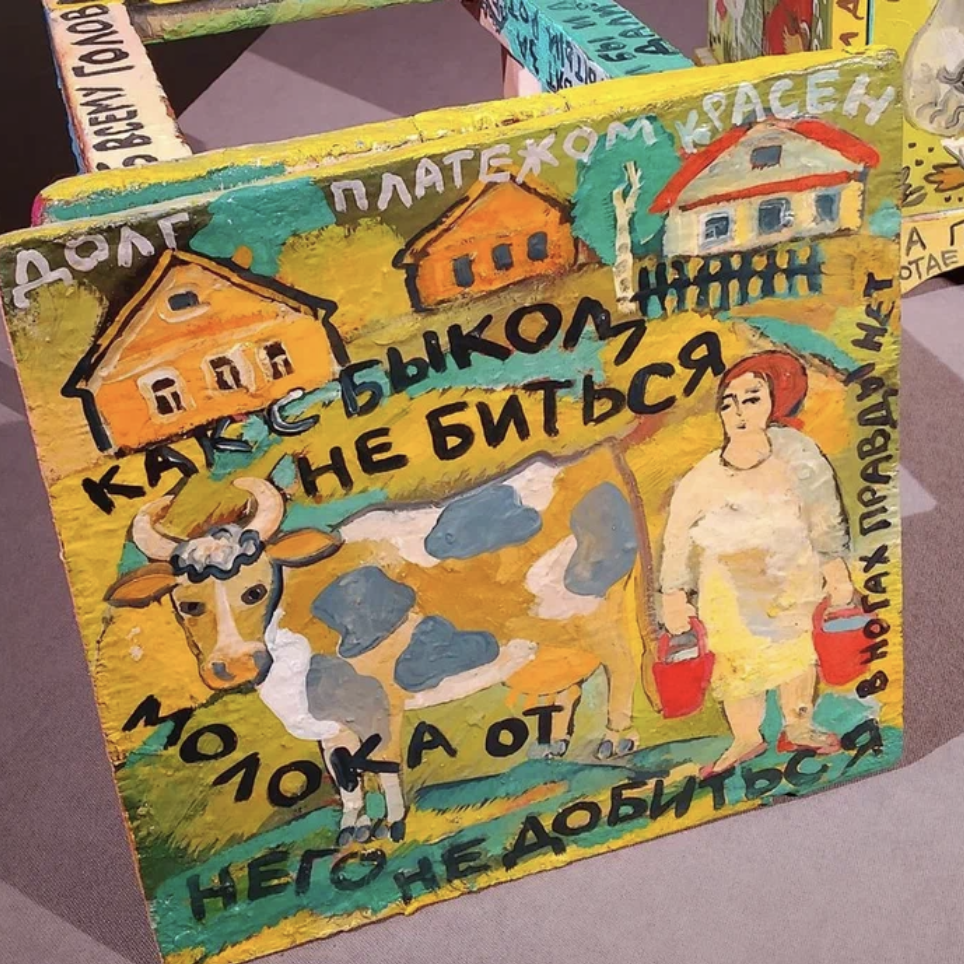 ДОЛГ ПЛАТЕЖОМ КРАСЕН
КАК С БЫКОМ
НЕ БИТЬСЯ
МОЛОКА ОТ
НЕГО НЕ ДОБИТЬСЯ
В НОГАХ ПРАВДЫ НЕТ
ВСЕМУ ГОЛОВ